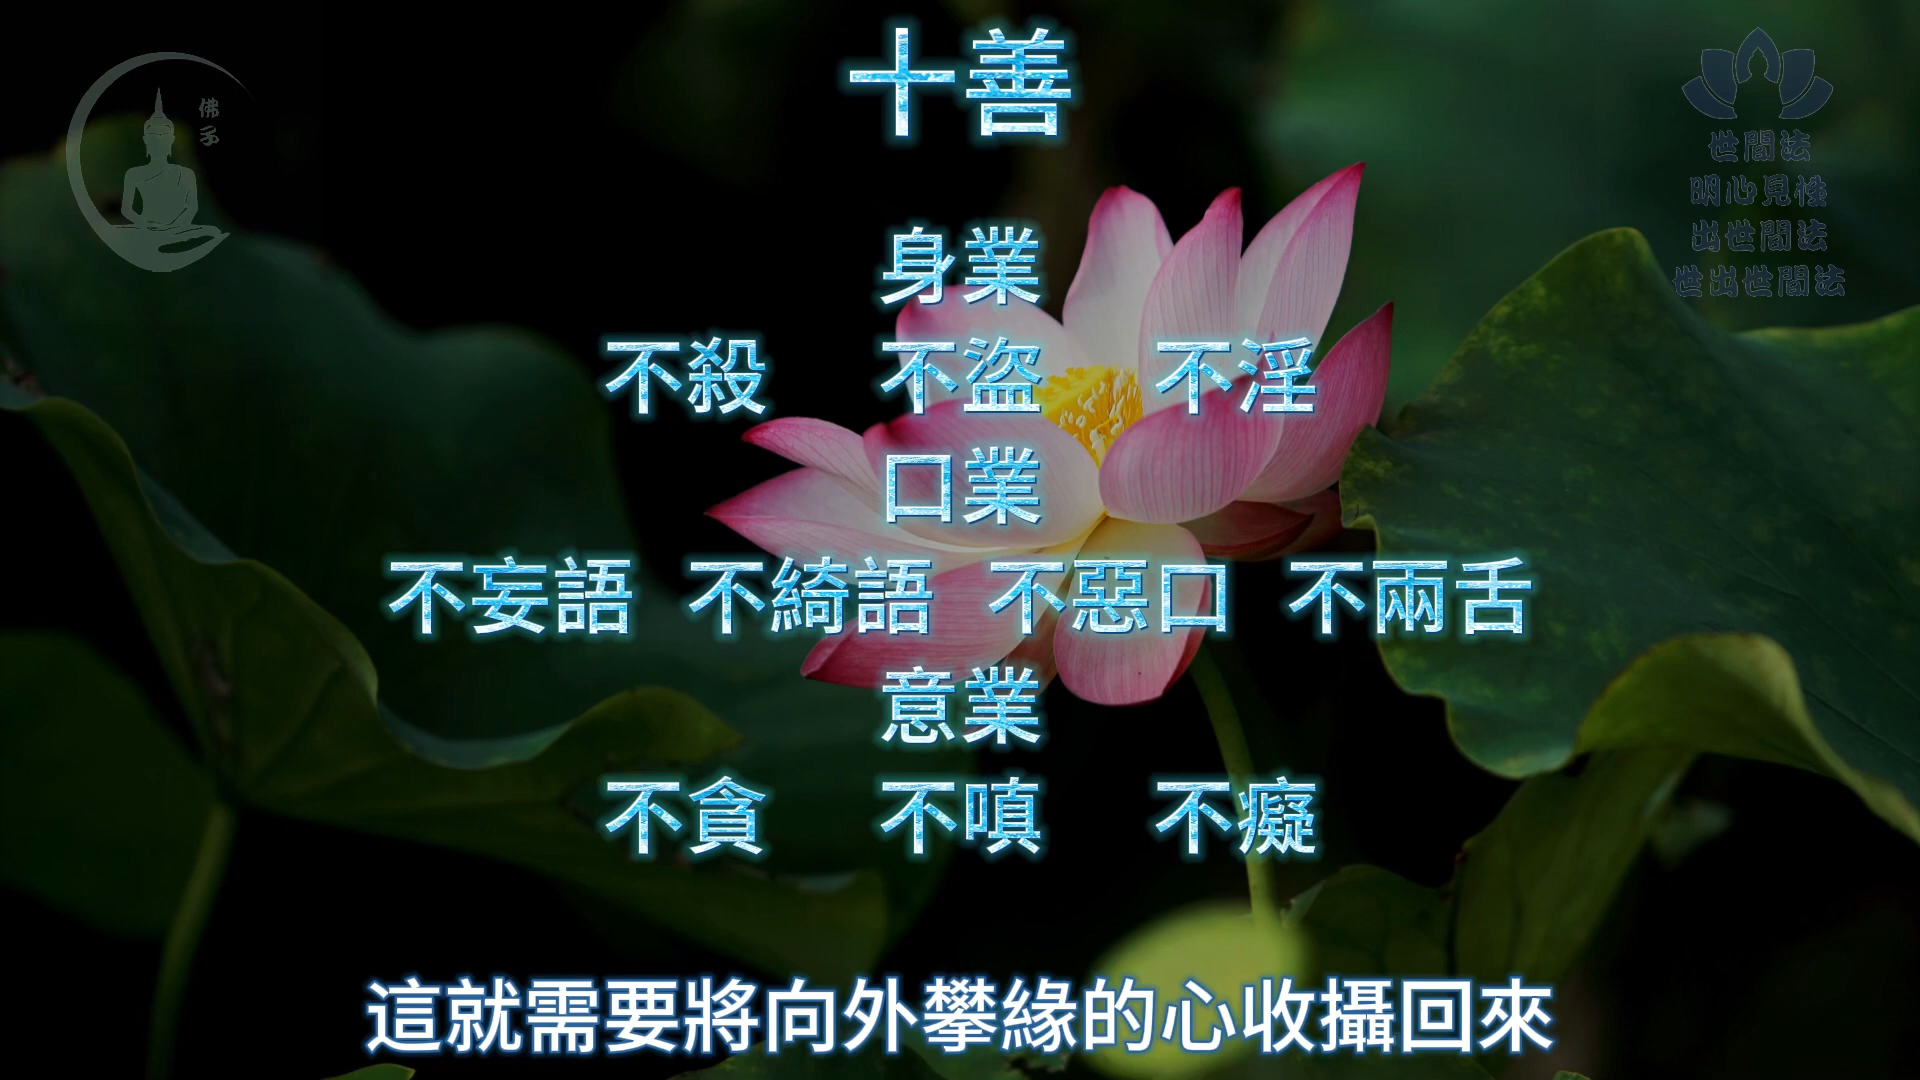 十善
佛子
世間法
明心見性
出世間法
世出世間法
身業
不殺 不盜 不淫
口業
不妄語 不綺語 不惡口 不兩舌
意業
不貪 不嗔 不癡
這就需要將向外攀緣的心收攝回來